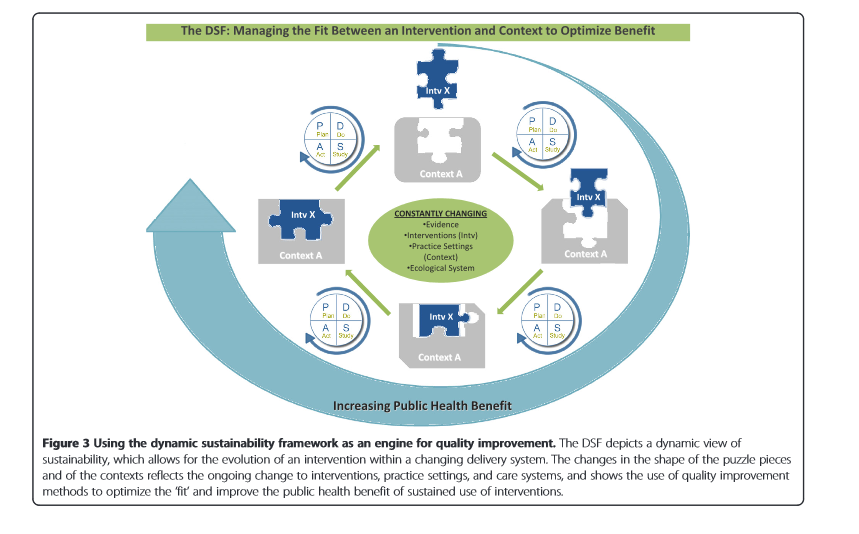 The DSF: Managing the Fit Between an Intervention and Context to Optimize Benefit
Intv X
Context A
P D
Plan Do
A S
Act Study
P D
Plan Do
A S
Act Study
Intv X
Context A
Intv X
Context A
CONSTANTLY CHANGING
•Evidence
•Interventions (Intv)
•Practice Settings
(Context)
•Ecological System
P D
Plan Do
A S
Act Study
P D
Plan Do
A S
Act Study
Intv X
Context A
Increasing Public Health Benefit
Figure 3 Using the dynamic sustainability framework as an engine for quality improvement. The DSF depicts a dynamic view of
sustainability, which allows for the evolution of an intervention within a changing delivery system. The changes in the shape of the puzzle pieces
and of the contexts reflects the ongoing change to interventions, practice settings, and care systems, and shows the use of quality improvement
methods to optimize the ‘fit’ and improve the public health benefit of sustained use of interventions.